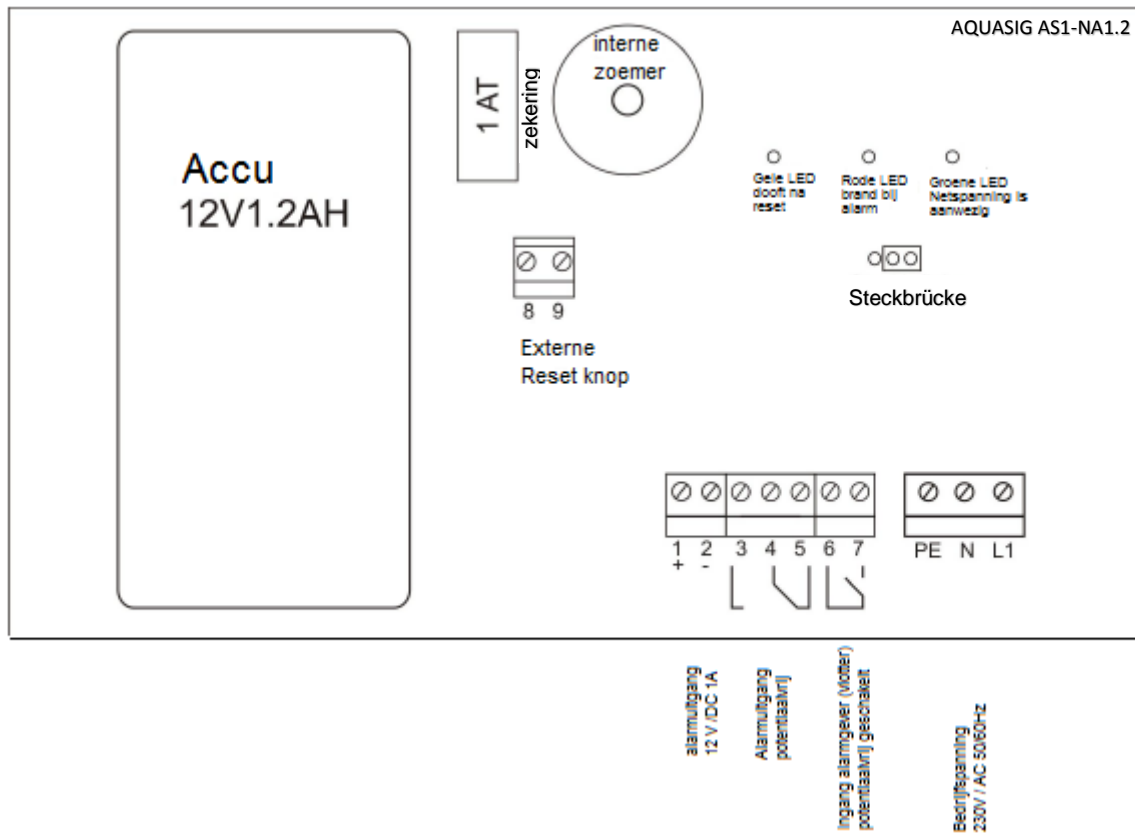 AQUASIG AS1-NA1.2
Accu
12V1.2AH
1 AT
zekering
interne
zoemer
Gele LED
dooft na
reset
Rode LED
brand bij
alarm
Groene LED
Netspanning is
aanwezig
Steckbrücke
8 9
Externe
Reset knop
1 2 3 4 5 6 7
+ -
PE N L1
alarmuitgang
12 V /DC 1A
Alarmuitgang
potentiaalvrij
Ingang alarmgever (vlotter)
potentiaalvrij geschakelt
Bedrijfspanning
230V / AC 50/60Hz